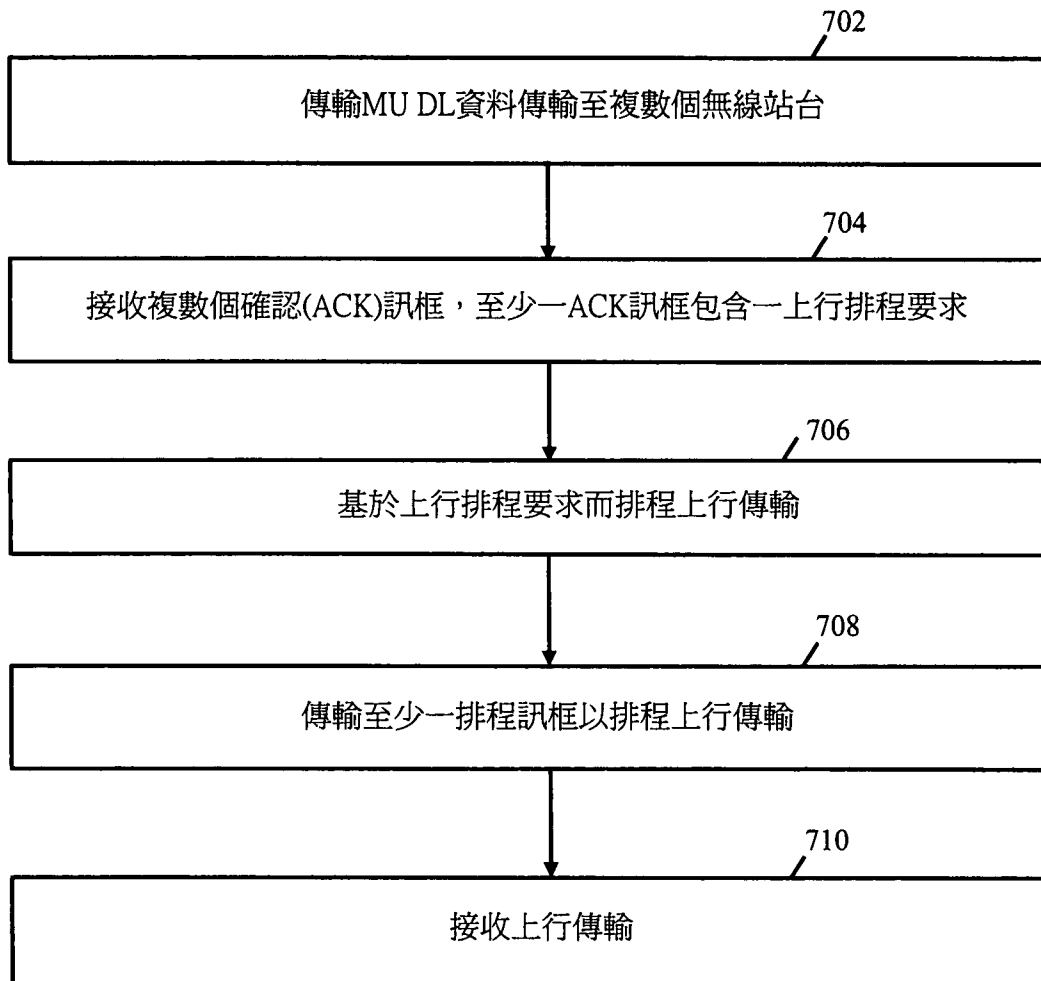 702
傳輸MU DL資料傳輸至複數個無線站台
704
接收複數個確認(ACK)訊框，至少一ACK訊框包含一上行排程要求
706
基於上行排程要求而排程上行傳輸
708
傳輸至少一排程訊框以排程上行傳輸
710
接收上行傳輸